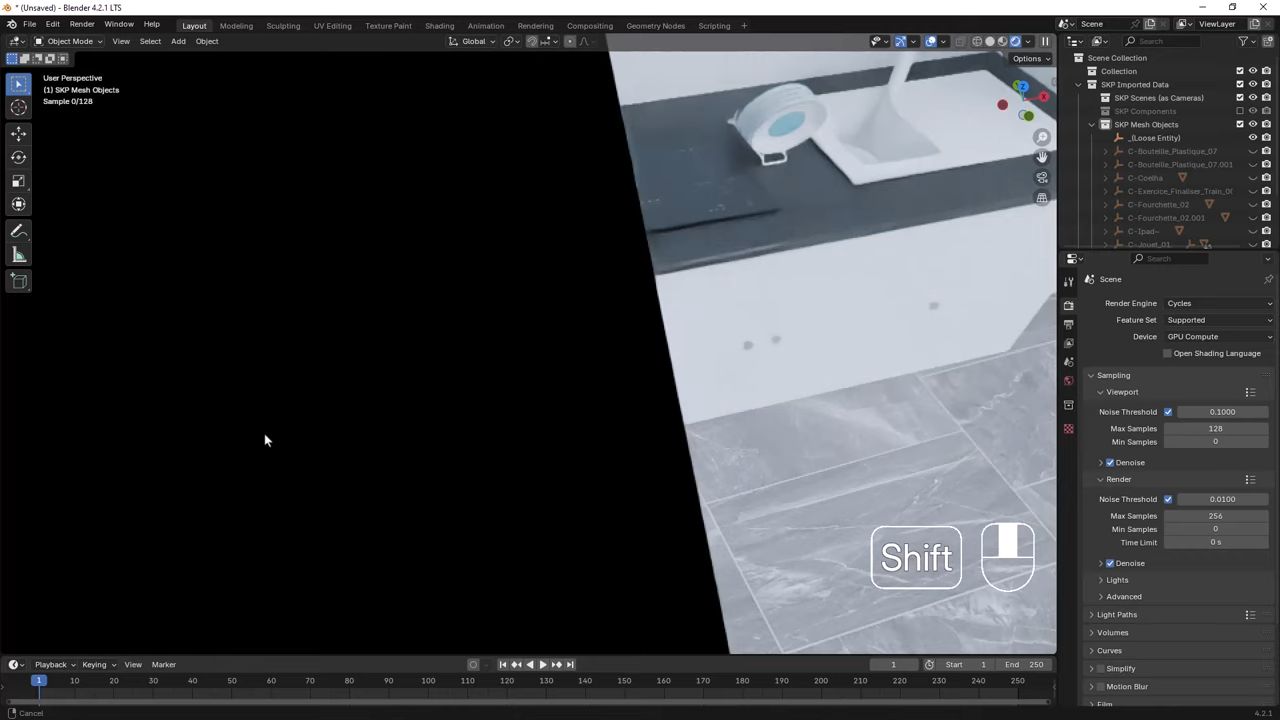 * (Unsaved) - Blender 4.2.1 LTS
File Edit Render Window Help Layout Modeling Sculpting UV Editing Texture Paint Shading Animation Rendering Compositing Geometry Nodes Scripting Scene ViewLayer
Object Mode View Select Add Object Global Search
Options
User Perspective
(1) SKP Mesh Objects
Sample 0/128
Scene Collection
Collection
SKP Imported Data
SKP Scenes (as Cameras)
SKP Components
SKP Mesh Objects
_(Loose Entity)
C-Bouteille_Plastique_07
C-Bouteille_Plastique_07.001
C-Coelha
C-Exercice_Finaliser_Train_0(
C-Fourchette_02
C-Fourchette_02.001
C-Ipad~
C-Jouet_01
Search
Scene
Render Engine Cycles
Feature Set Supported
Device GPU Compute
Open Shading Language
Sampling
Viewport
Noise Threshold 0.1000
Max Samples 128
Min Samples 0
Denoise
Render
Noise Threshold 0.0100
Max Samples 256
Min Samples 0
Time Limit 0 s
Denoise
Lights
Advanced
Light Paths
Volumes
Curves
Simplify
Motion Blur
Film
Shift
Playback Keying View Marker 1 Start 1 End 250
1 10 20 30 40 50 60 70 80 90 100 110 120 130 140 150 160 170 180 190 200 210 220 230 240 250
Cancel 4.2.1